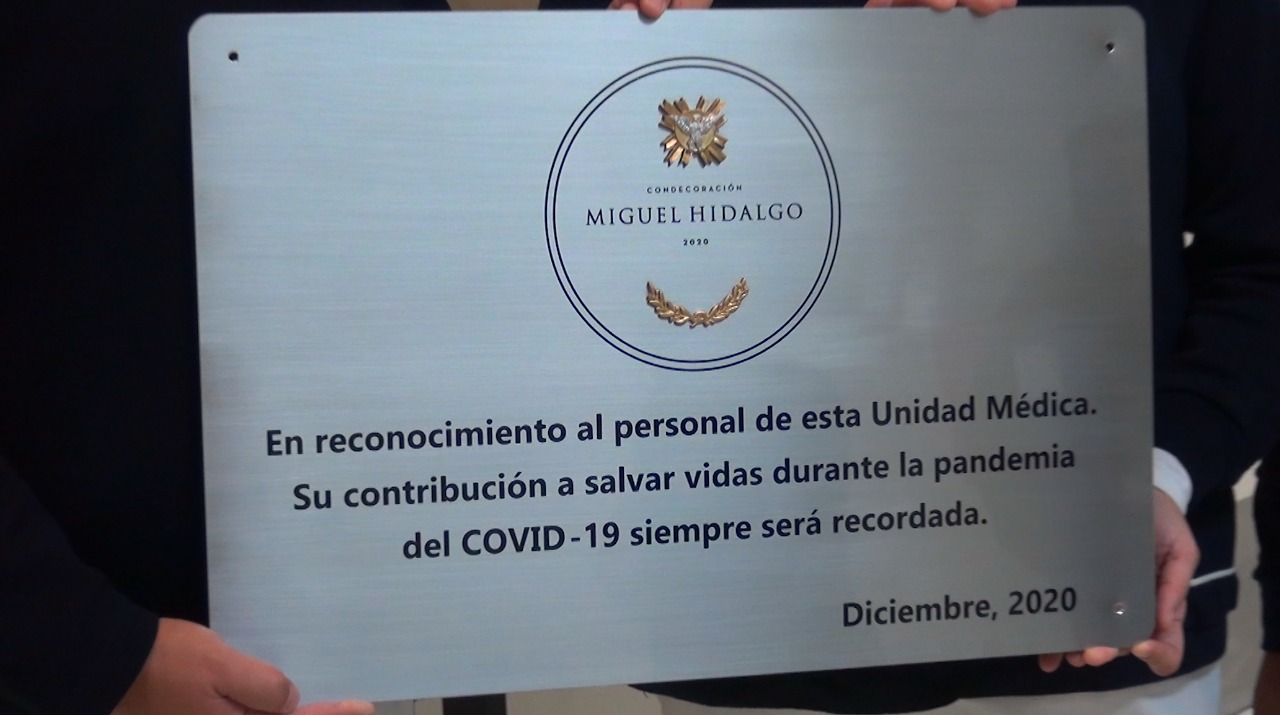 CONDECORACIÓN
MIGUEL HIDALGO
2020
En reconocimiento al personal de esta Unidad Médica.
Su contribución a salvar vidas durante la pandemia
del COVID-19 siempre será recordada.
Diciembre, 2020